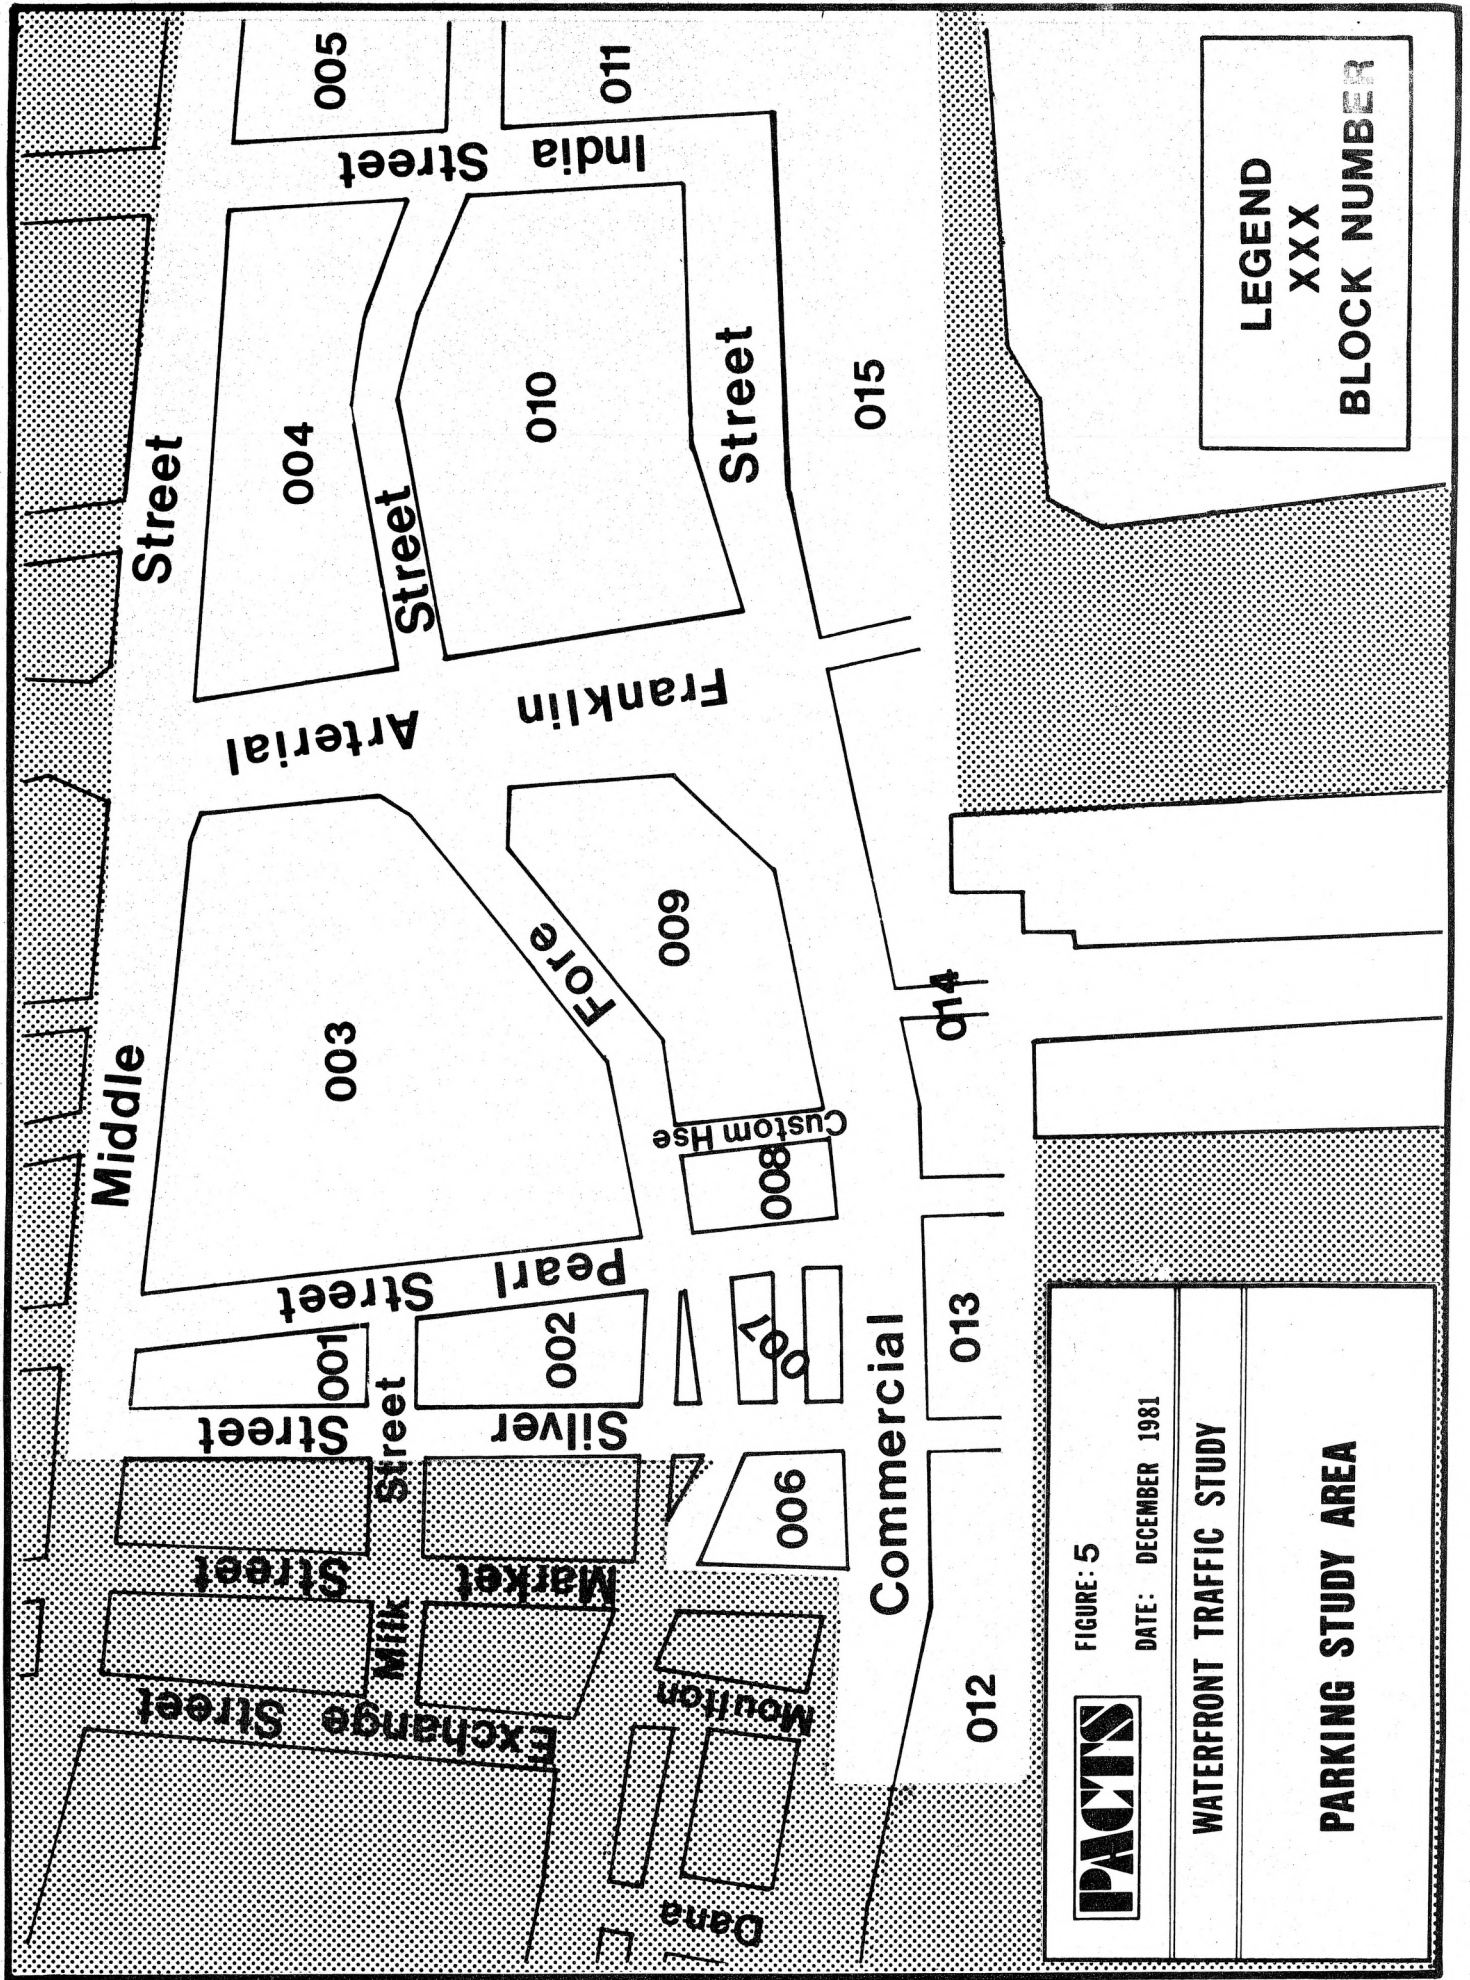 Middle Street
005
011
India Street
004
010
Street
Street
015
LEGEND
XXX
BLOCK NUMBER
Franklin Arterial
003
Fore
009
014
Custom Hse
008
Pearl Street
001
002
007
013
Commercial
Silver Street
Milk Street
006
Market Street
Exchange Street
Moulton
Dana
012
PACTS
FIGURE: 5
DATE: DECEMBER 1981
WATERFRONT TRAFFIC STUDY
PARKING STUDY AREA